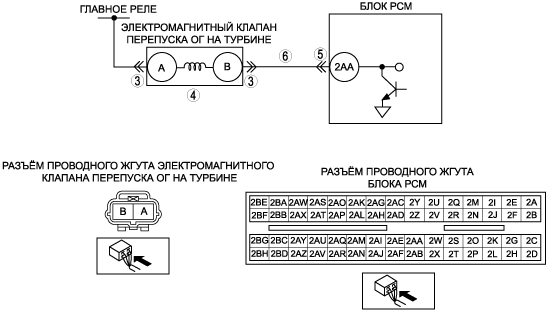 ГЛАВНОЕ РЕЛЕ
БЛОК PCM
ЭЛЕКТРОМАГНИТНЫЙ КЛАПАН
ПЕРЕПУСКА ОГ НА ТУРБИНЕ
A
B
2AA
3
4
3
6
5
РАЗЪЁМ ПРОВОДНОГО ЖГУТА ЭЛЕКТРОМАГНИТНОГО
КЛАПАНА ПЕРЕПУСКА ОГ НА ТУРБИНЕ
B A
РАЗЪЁМ ПРОВОДНОГО ЖГУТА
БЛОКА PCM
2BE 2BA 2AW 2AS 2AO 2AK 2AG 2AC 2Y 2U 2Q 2M 2I 2E 2A
2BF 2BB 2AX 2AT 2AP 2AL 2AH 2AD 2Z 2V 2R 2N 2J 2F 2B
2BG 2BC 2AY 2AU 2AQ 2AM 2AI 2AE 2AA 2W 2S 2O 2K 2G 2C
2BH 2BD 2AZ 2AV 2AR 2AN 2AJ 2AF 2AB 2X 2T 2P 2L 2H 2D